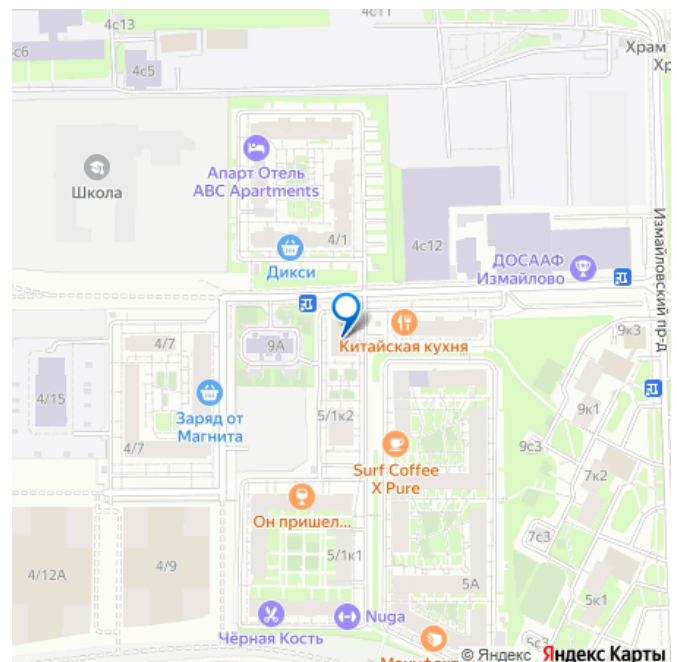 4с11
4с13
с6
4с5
Храм
Хр
Школа
Апарт Отель
ABC Apartments
4/1
4с12
Дикси
ДОСААФ
Измайлово
Измайловский пр-д
9к3
Китайская кухня
9А
4/7
4/15
Заряд от
Магнита
4/7
5/1к2
9к1
9с3
7к2
Surf Coffee
X Pure
Он пришел...
7с3
5/1к1
4/12А
4/9
5А
5к1
Nuga
Чёрная Кость
5с3
© Яндекс Яндекс Карты